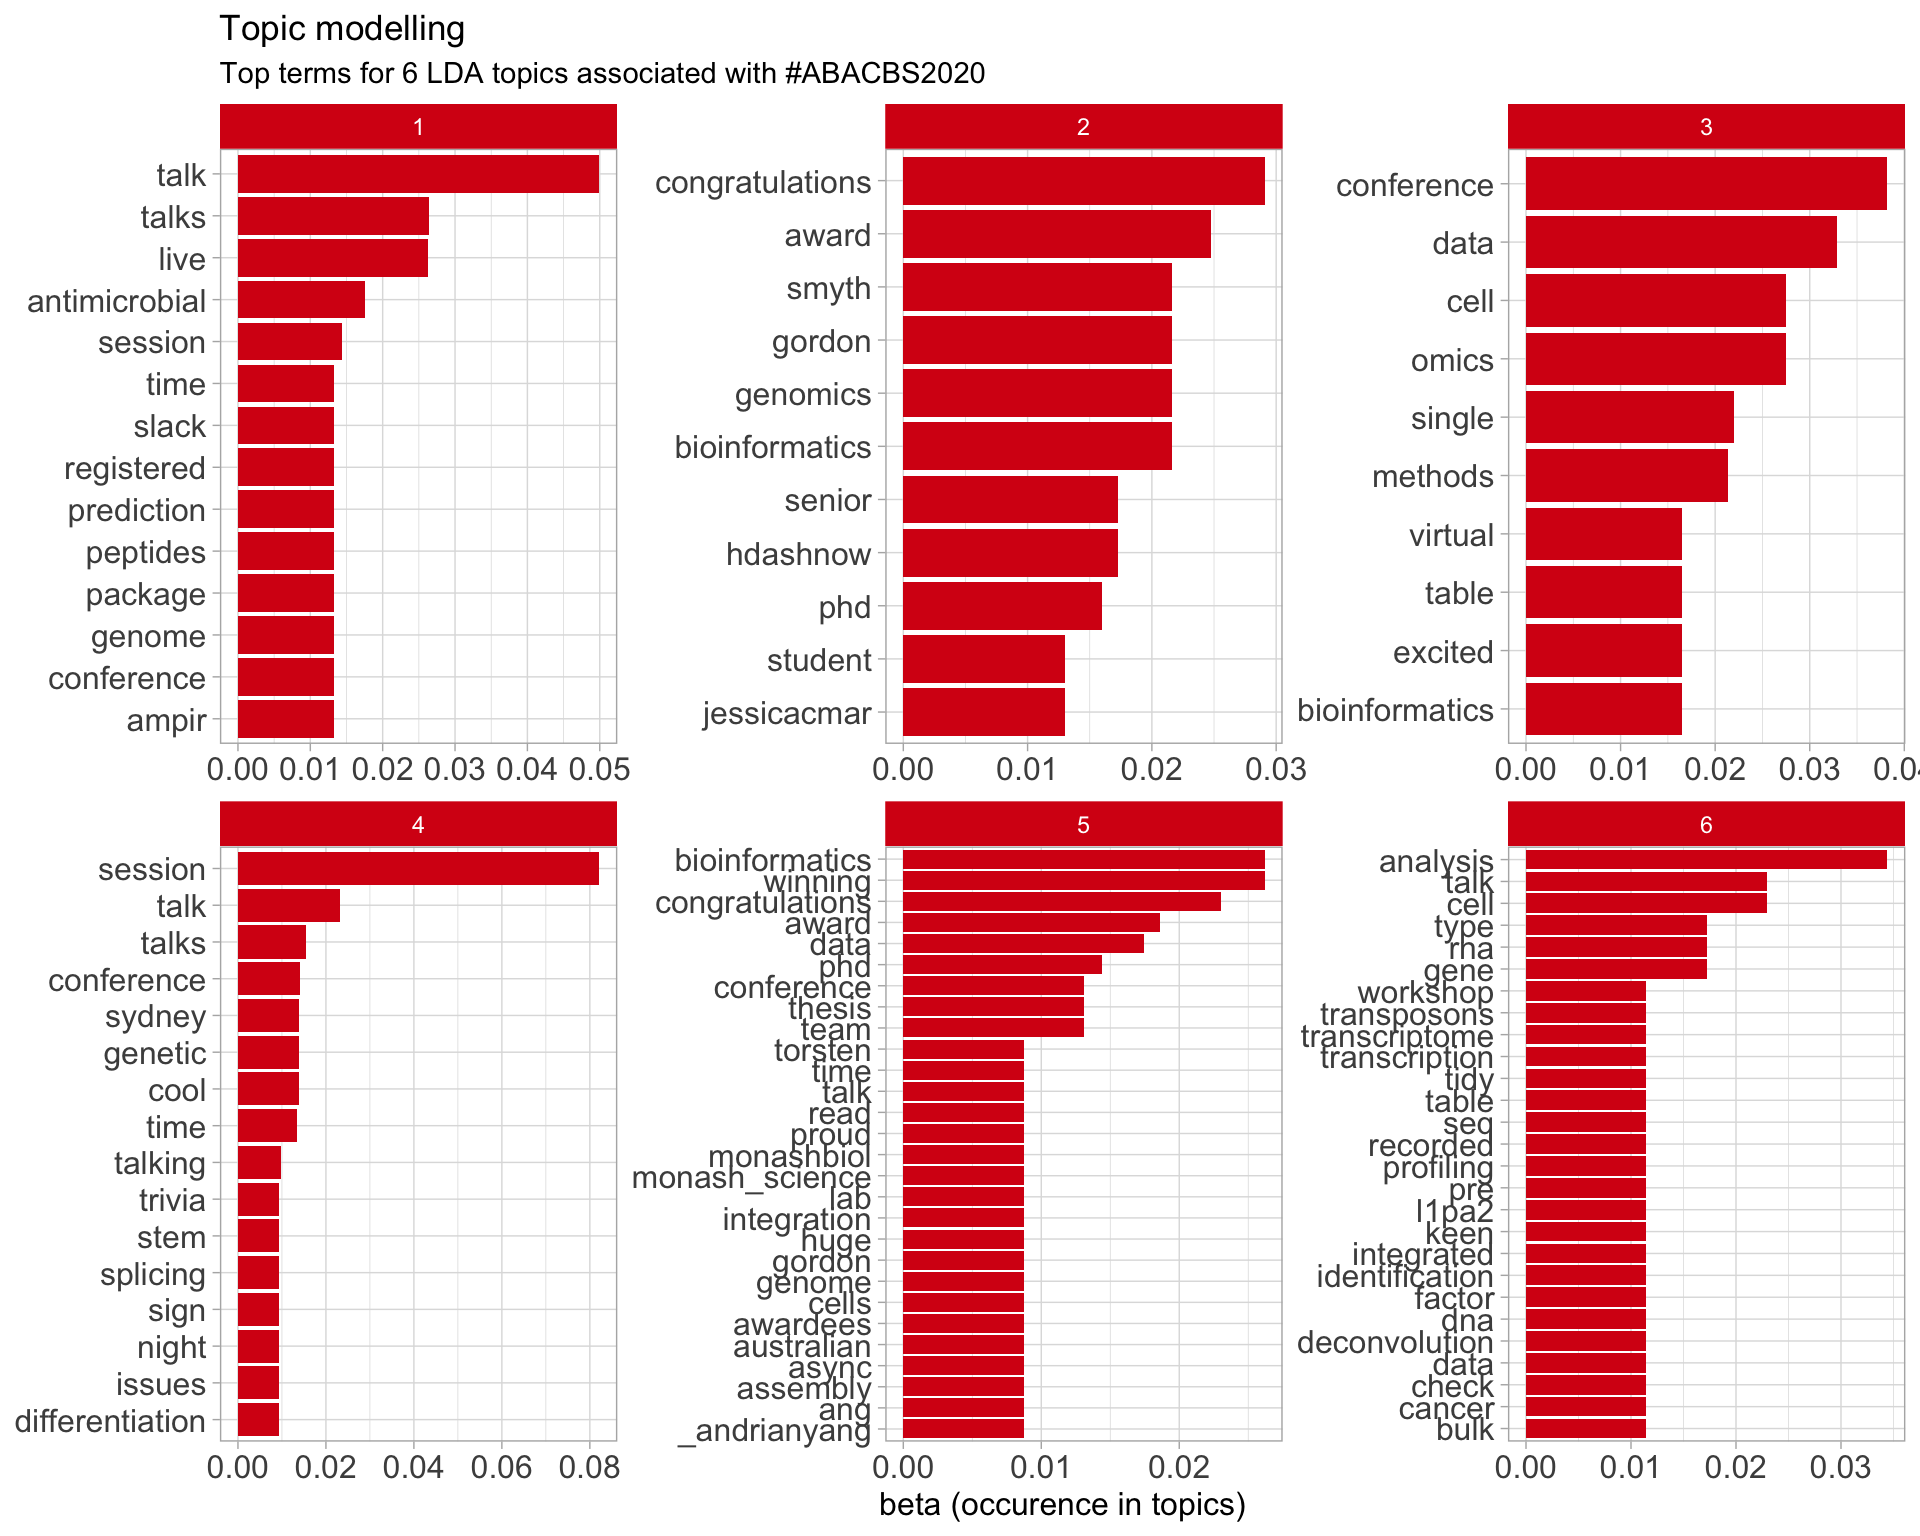 Topic modelling
Top terms for 6 LDA topics associated with #ABACBS2020
1
talk
talks
live
antimicrobial
session
time
slack
registered
prediction
peptides
package
genome
conference
ampir
0.00 0.01 0.02 0.03 0.04 0.05
2
congratulations
award
smyth
gordon
genomics
bioinformatics
senior
hdashnow
phd
student
jessicacmar
0.00 0.01 0.02 0.03
3
conference
data
cell
omics
single
methods
virtual
table
excited
bioinformatics
0.00 0.01 0.02 0.03
4
session
talk
talks
conference
sydney
genetic
cool
time
talking
trivia
stem
splicing
sign
night
issues
differentiation
0.00 0.02 0.04 0.06 0.08
5
bioinformatics
winning
congratulations
award
data
phd
conference
thesis
team
torsten
time
talk
read
proud
monashbiol
monash_science
lab
integration
huge
gordon
genome
cells
awardees
australian
async
assembly
ang
_andrianyang
0.00 0.01 0.02
6
analysis
talk
cell
type
rna
gene
workshop
transposons
transcriptome
transcription
tidy
table
seq
recorded
profiling
pre
l1pa2
keen
integrated
identification
factor
dna
deconvolution
data
check
cancer
bulk
0.00 0.01 0.02 0.03
beta (occurence in topics)